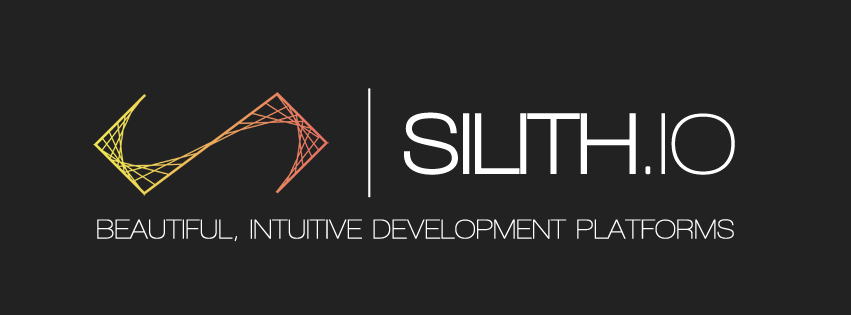 SILITH.IO
BEAUTIFUL, INTUITIVE DEVELOPMENT PLATFORMS